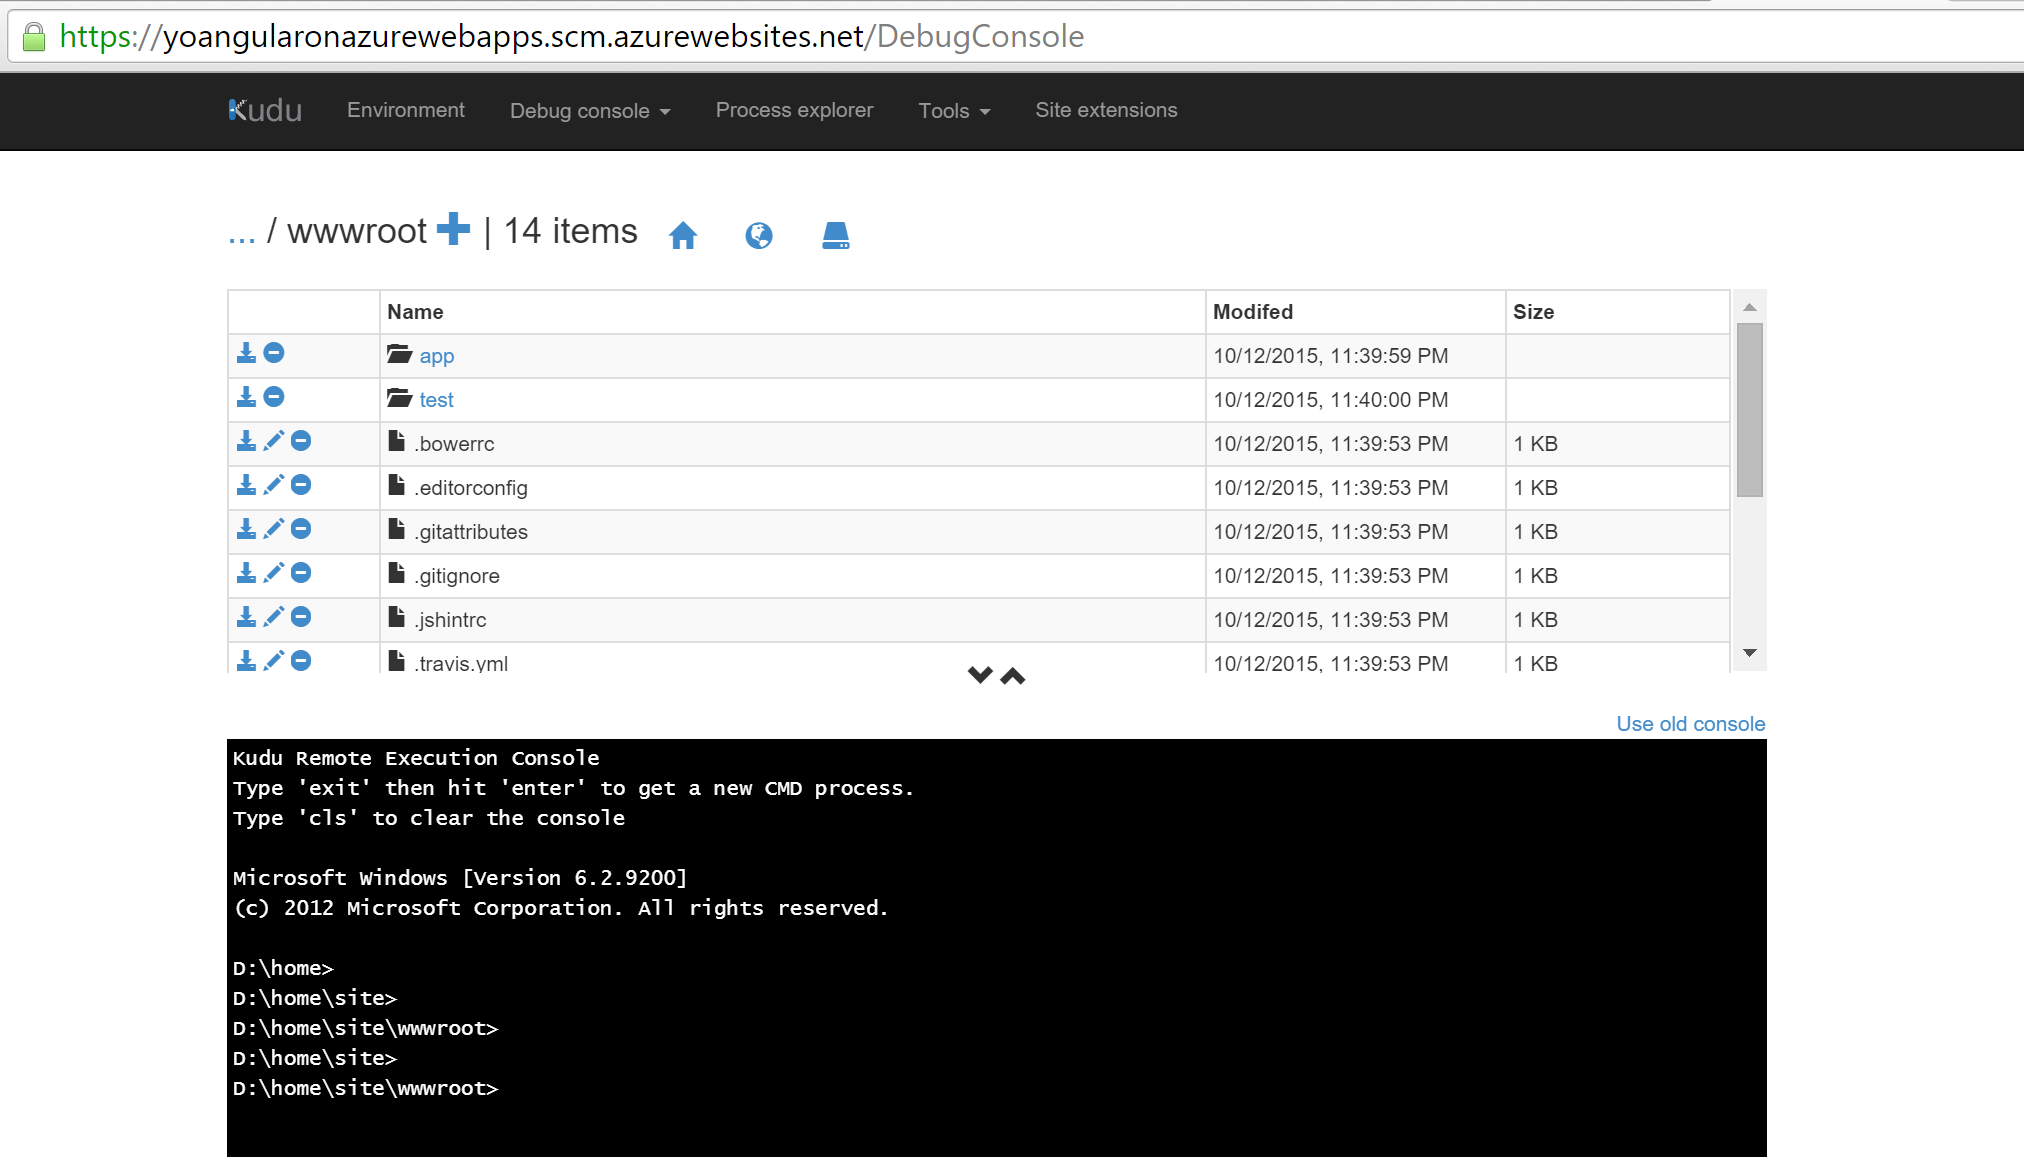 https://yoangularonazurewebapps.scm.azurewebsites.net/DebugConsole
Kudu Environment Debug console Process explorer Tools Site extensions
... / wwwroot | 14 items
Name Modifed Size
app 10/12/2015, 11:39:59 PM
test 10/12/2015, 11:40:00 PM
.bowerrc 10/12/2015, 11:39:53 PM 1 KB
.editorconfig 10/12/2015, 11:39:53 PM 1 KB
.gitattributes 10/12/2015, 11:39:53 PM 1 KB
.gitignore 10/12/2015, 11:39:53 PM 1 KB
.jshintrc 10/12/2015, 11:39:53 PM 1 KB
.travis.yml 10/12/2015, 11:39:53 PM 1 KB
Use old console
Kudu Remote Execution Console
Type 'exit' then hit 'enter' to get a new CMD process.
Type 'cls' to clear the console
Microsoft Windows [Version 6.2.9200]
(c) 2012 Microsoft Corporation. All rights reserved.
D:\home>
D:\home\site>
D:\home\site\wwwroot>
D:\home\site>
D:\home\site\wwwroot>